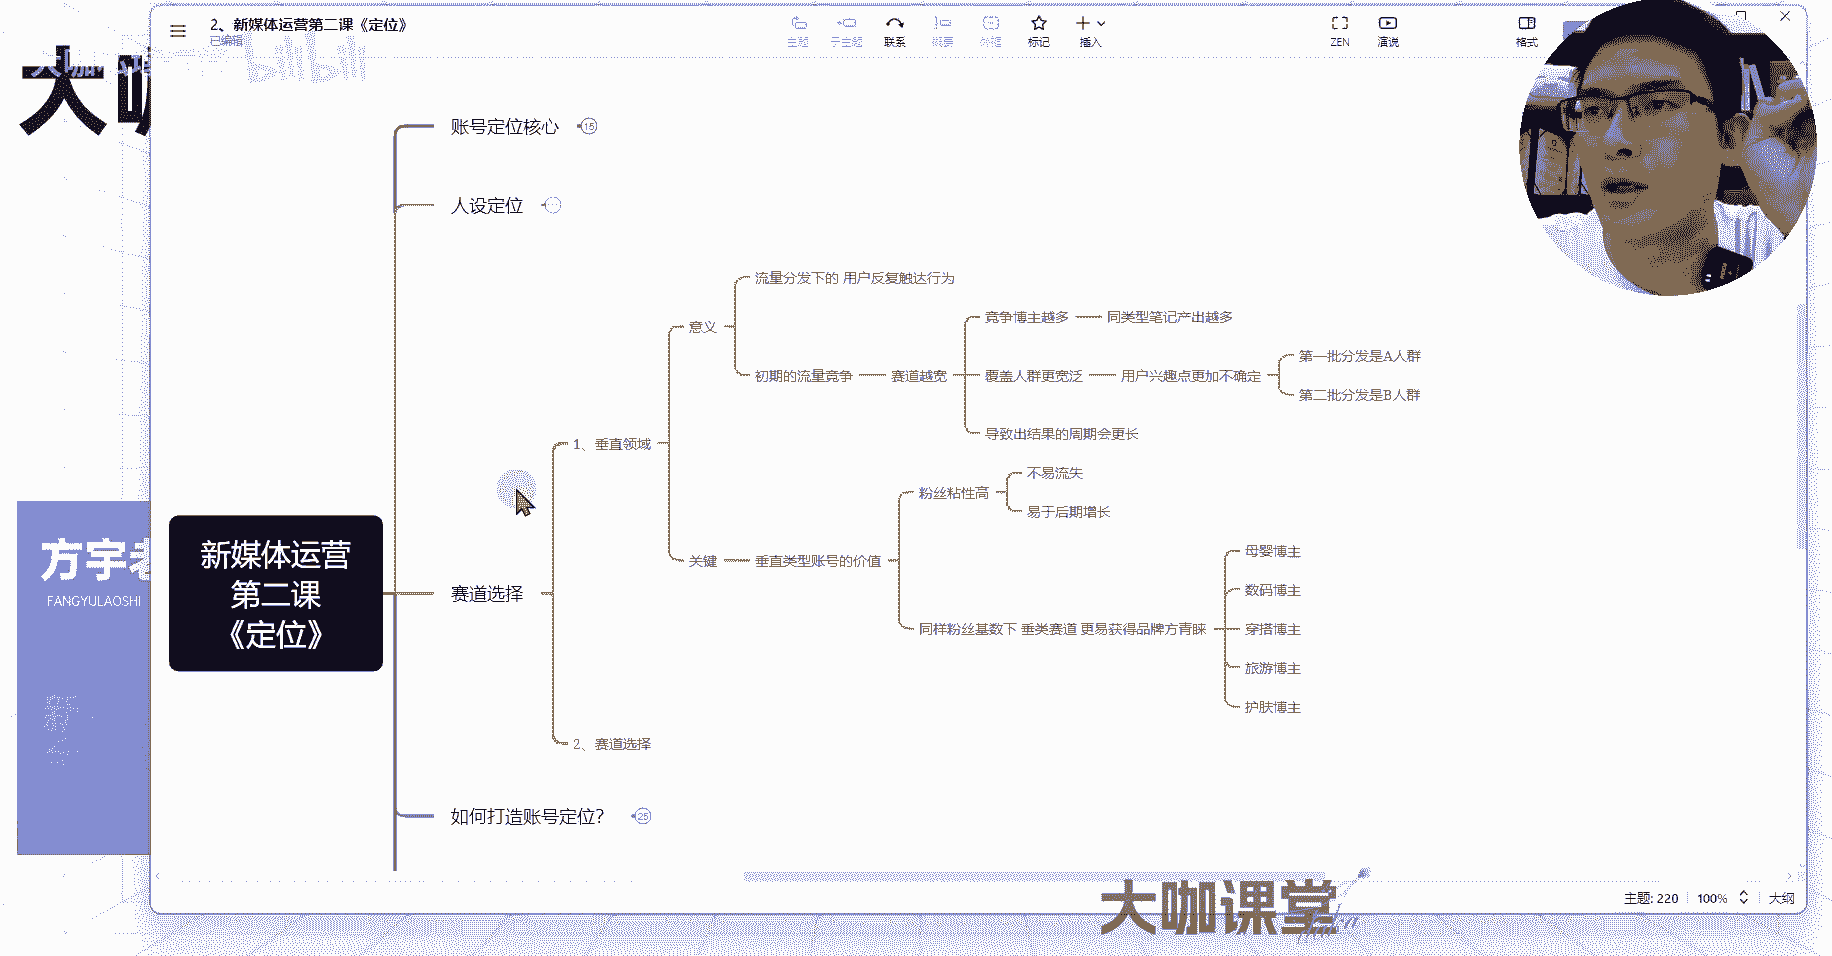 2、新媒体运营第二课《定位》
已编辑
主题
子主题
联系
概要
外框
标记
插入
ZEN
演说
格式
bilibili
大咖
账号定位核心
15
人设定位
流量分发下的 用户反复触达行为
意义
竞争博主越多
同类型笔记产出越多
初期的流量竞争
赛道越宽
覆盖人群更宽泛
用户兴趣点更加不确定
第一批分发是A人群
第二批分发是B人群
导致出结果的周期会更长
1、垂直领域
粉丝粘性高
不易流失
易于后期增长
关键
垂直类型账号的价值
同样粉丝基数下 垂类赛道 更易获得品牌方青睐
母婴博主
数码博主
穿搭博主
旅游博主
护肤博主
方宇老
FANGYULAOSHI
新媒体运营
第二课
《定位》
赛道选择
2、赛道选择
如何打造账号定位？
25
大咖课堂
主题: 220
100%
大纲